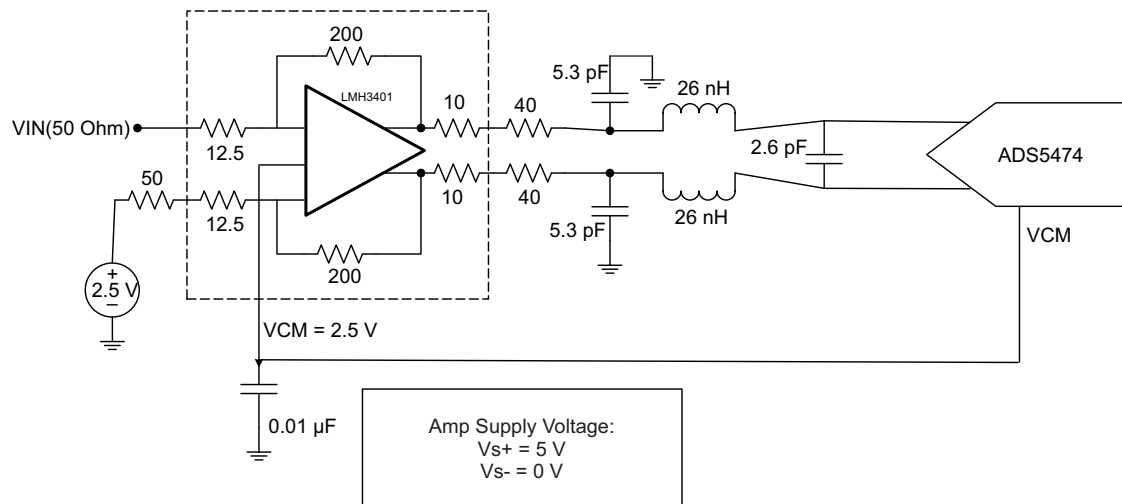 200
LMH3401
5.3 pF
26 nH
10
40
VIN(50 Ohm)
12.5
2.6 pF
ADS5474
50
12.5
10
40
26 nH
5.3 pF
VCM
+
2.5 V
–
200
VCM = 2.5 V
0.01 µF
Amp Supply Voltage:
Vs+ = 5 V
Vs- = 0 V